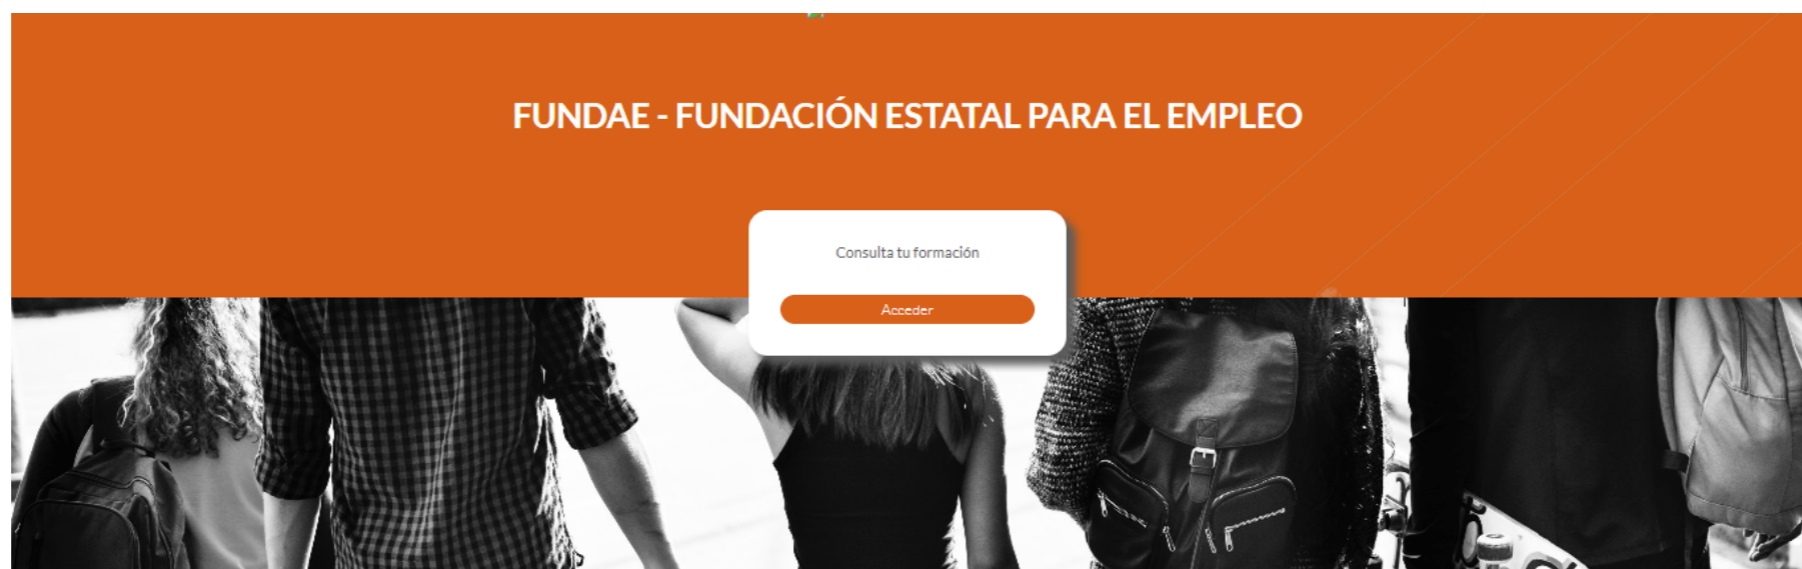 FUNDAE - FUNDACIÓN ESTATAL PARA EL EMPLEO
Consulta tu formación
Acceder